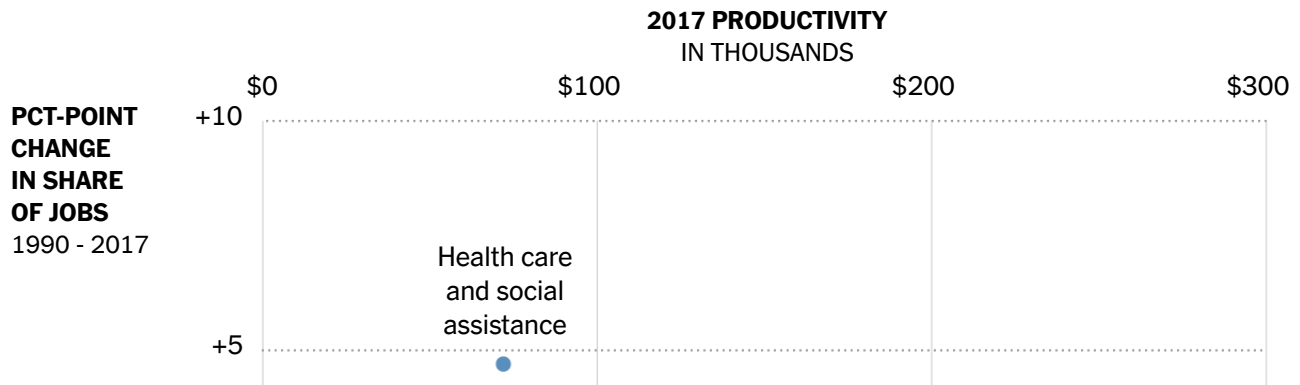 2017 PRODUCTIVITY
IN THOUSANDS
$0 $100 $200 $300
PCT-POINT
CHANGE
IN SHARE
OF JOBS
1990 - 2017
+10
Health care
and social
assistance
+5